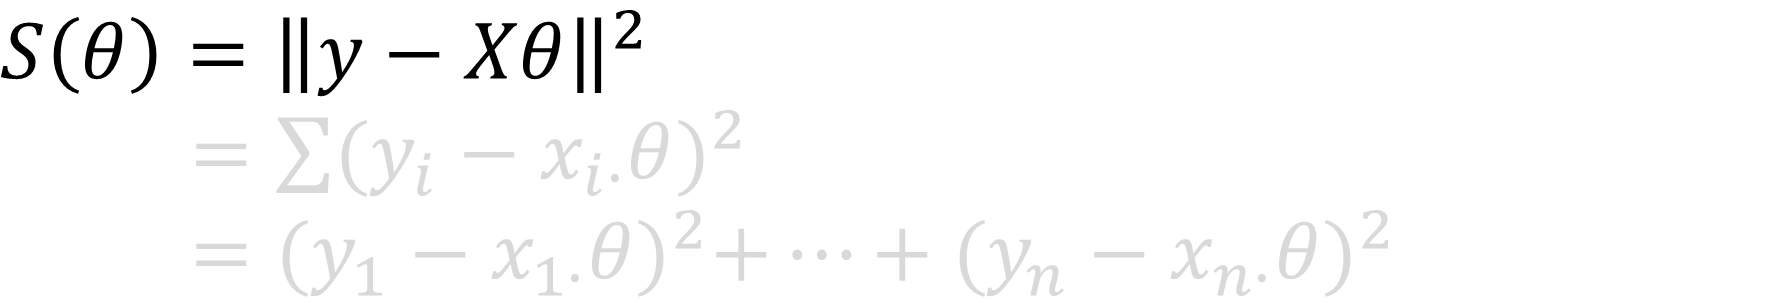 S(θ) = ‖y − Xθ‖²
= ∑(yᵢ − xᵢ.θ)²
= (y₁ − x₁.θ)²+ ⋯ + (yₙ − xₙ.θ)²